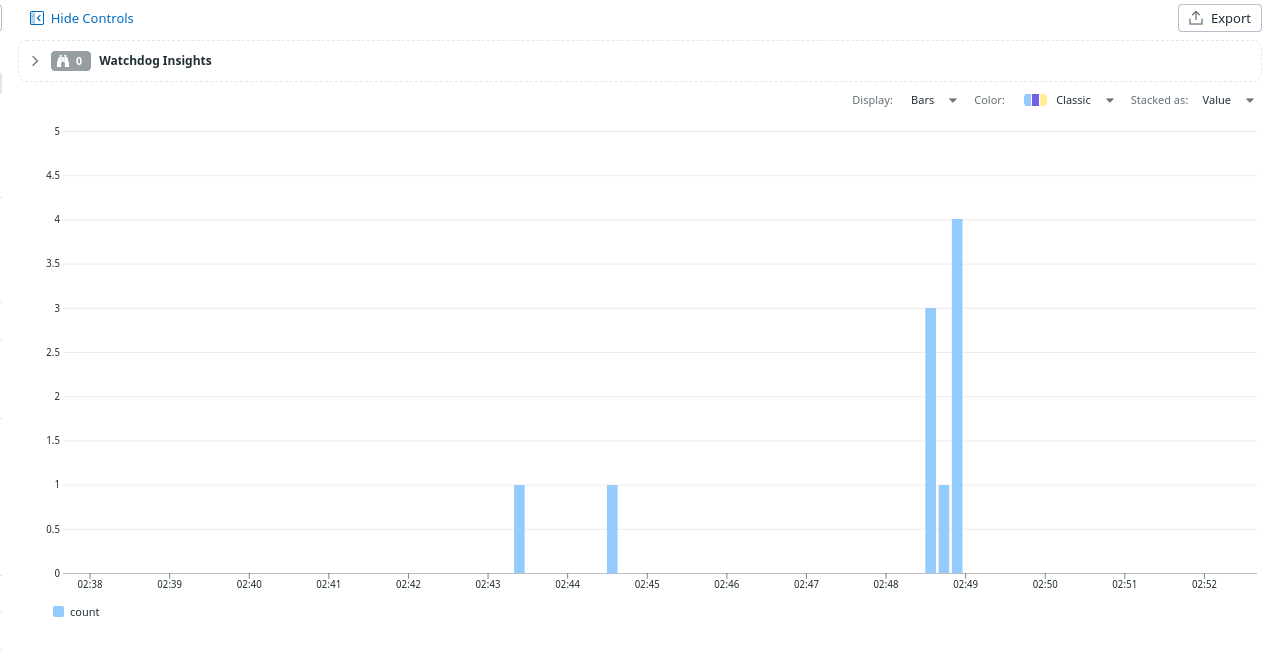 Hide Controls
Export
0 Watchdog Insights
Display: Bars Color: Classic Stacked as: Value
5
4.5
4
3.5
3
2.5
2
1.5
1
0.5
0
02:38 02:39 02:40 02:41 02:42 02:43 02:44 02:45 02:46 02:47 02:48 02:49 02:50 02:51 02:52
count